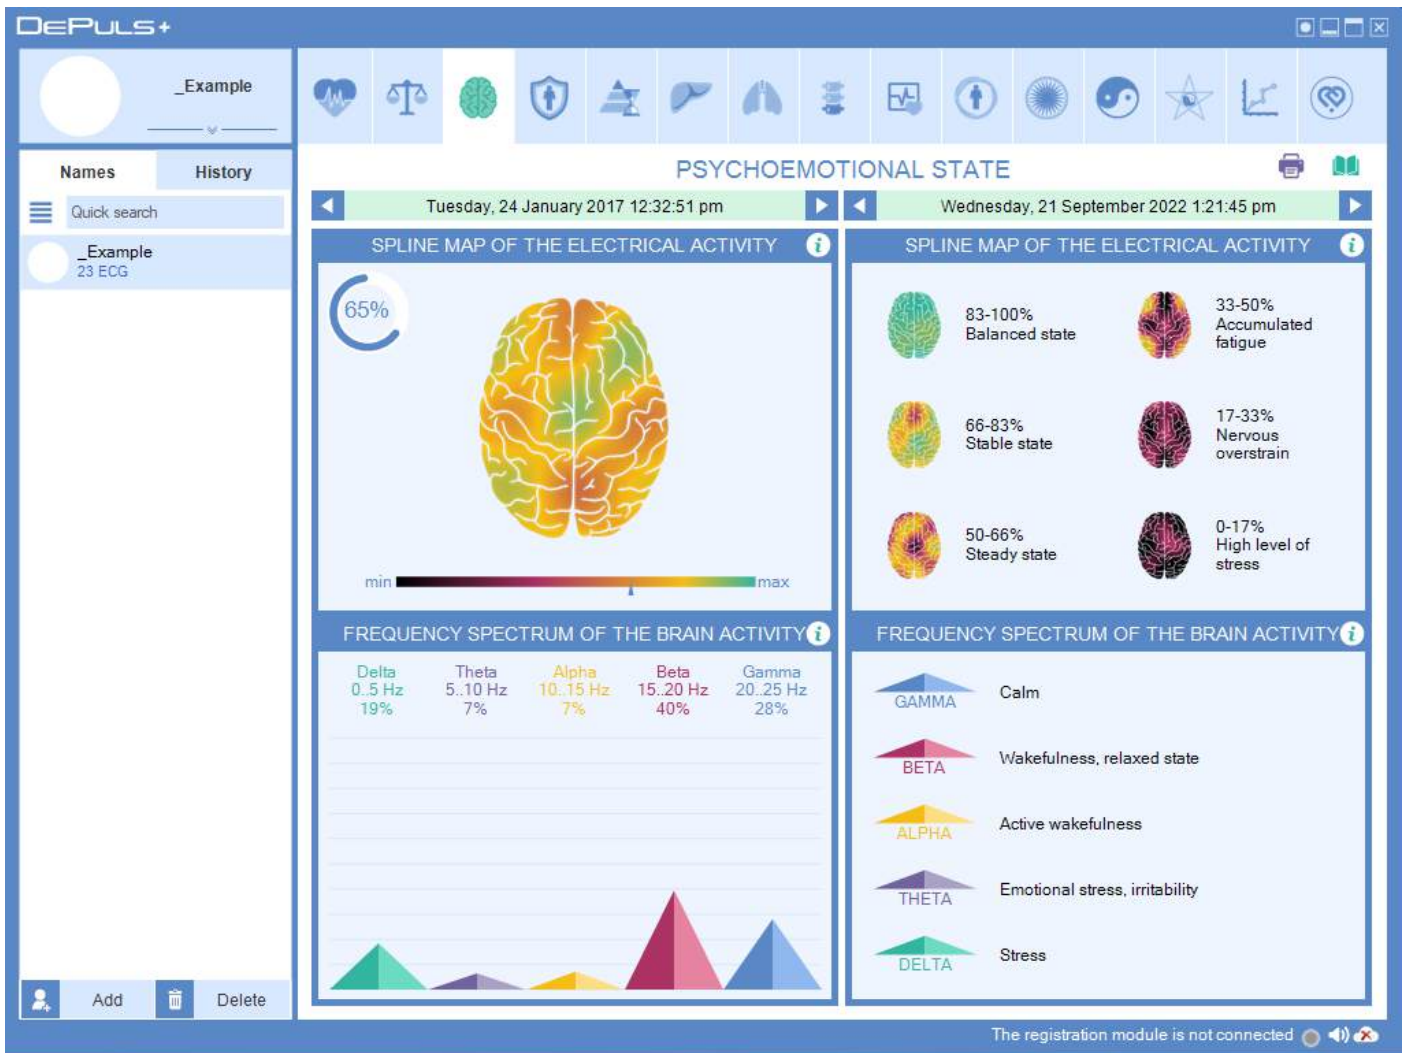 DEPULS+
_Example
Names
History
Quick search
_Example
23 ECG
Add
Delete
PSYCHOEMOTIONAL STATE
Tuesday, 24 January 2017 12:32:51 pm
SPLINE MAP OF THE ELECTRICAL ACTIVITY
65%
min
max
FREQUENCY SPECTRUM OF THE BRAIN ACTIVITY
Delta
0..5 Hz
19%
Theta
5..10 Hz
7%
Alpha
10..15 Hz
7%
Beta
15..20 Hz
40%
Gamma
20..25 Hz
28%
Wednesday, 21 September 2022 1:21:45 pm
SPLINE MAP OF THE ELECTRICAL ACTIVITY
83-100%
Balanced state
66-83%
Stable state
50-66%
Steady state
33-50%
Accumulated
fatigue
17-33%
Nervous
overstrain
0-17%
High level of
stress
FREQUENCY SPECTRUM OF THE BRAIN ACTIVITY
GAMMA
Calm
BETA
Wakefulness, relaxed state
ALPHA
Active wakefulness
THETA
Emotional stress, irritability
DELTA
Stress
The registration module is not connected